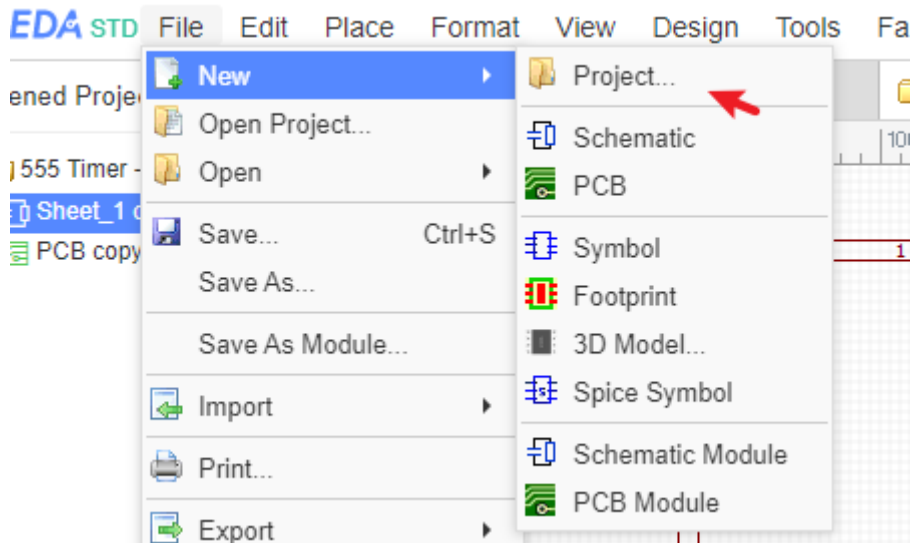 EDA STD File Edit Place Format View Design Tools Fa
ened Proje
555 Timer -
Sheet_1 c
PCB copy
New
Open Project...
Open
Save... Ctrl+S
Save As...
Save As Module...
Import
Print...
Export
Project...
Schematic
PCB
Symbol
Footprint
3D Model...
Spice Symbol
Schematic Module
PCB Module
100
1